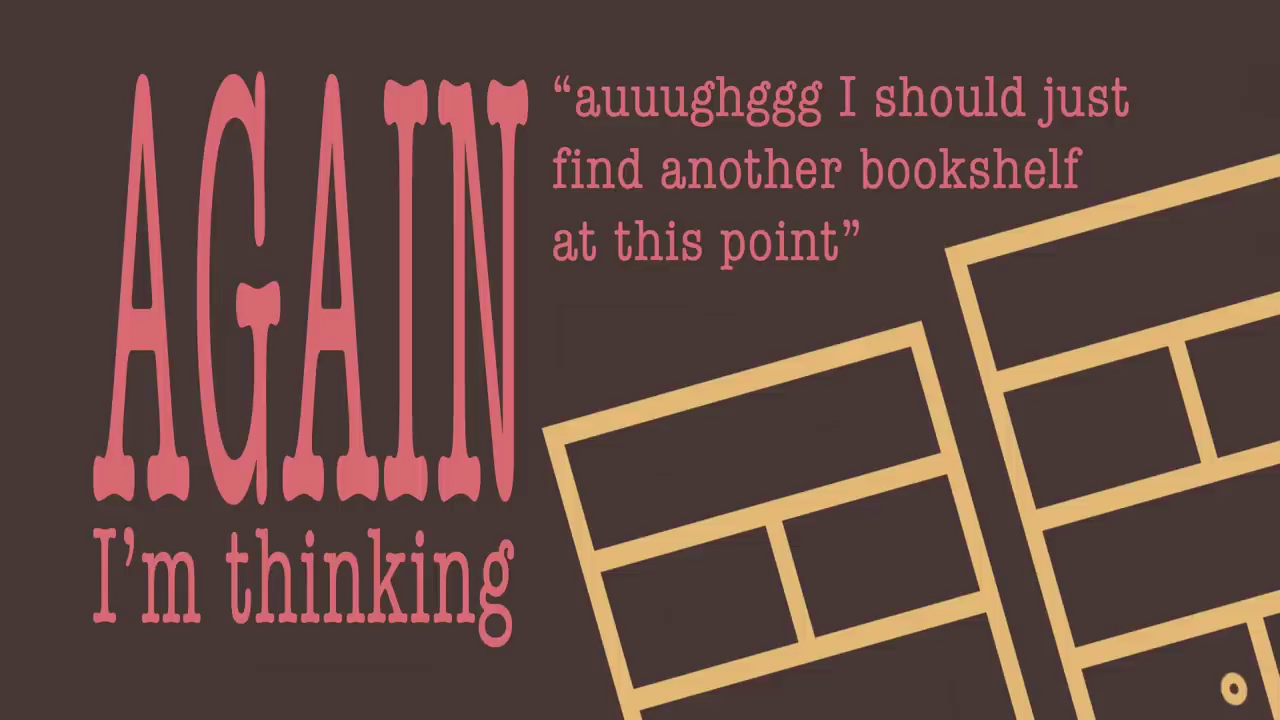 AGAIN
I’m thinking
“auuughggg I should just
find another bookshelf
at this point”